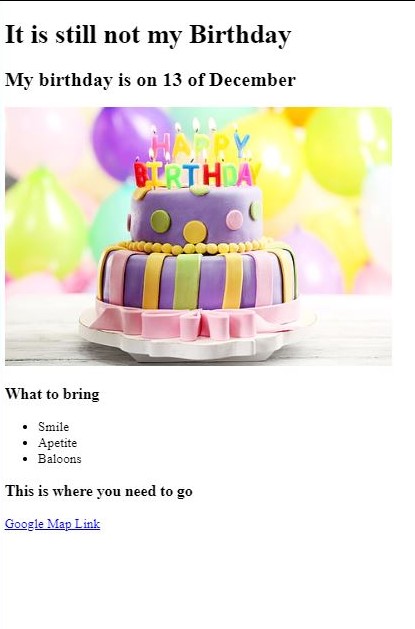 It is still not my Birthday
My birthday is on 13 of December
HAPPY
BIRTHDAY
What to bring
Smile
Apetite
Baloons
This is where you need to go
Google Map Link